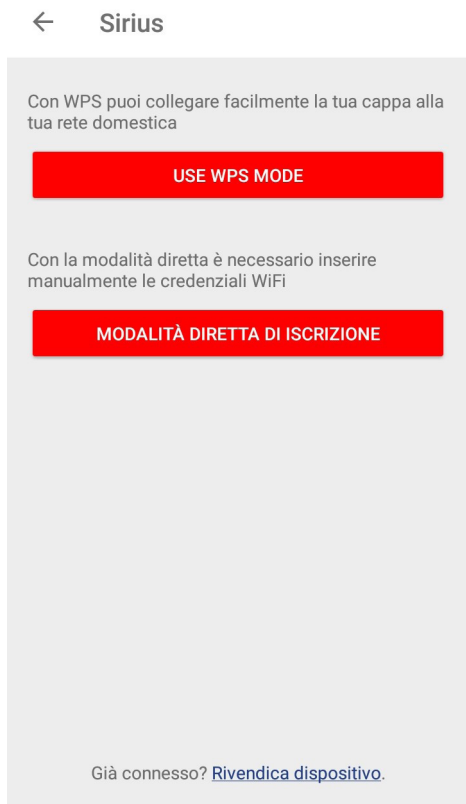 Sirius
Con WPS puoi collegare facilmente la tua cappa alla
tua rete domestica
USE WPS MODE
Con la modalità diretta è necessario inserire
manualmente le credenziali WiFi
MODALITÀ DIRETTA DI ISCRIZIONE
Già connesso? Rivendica dispositivo.